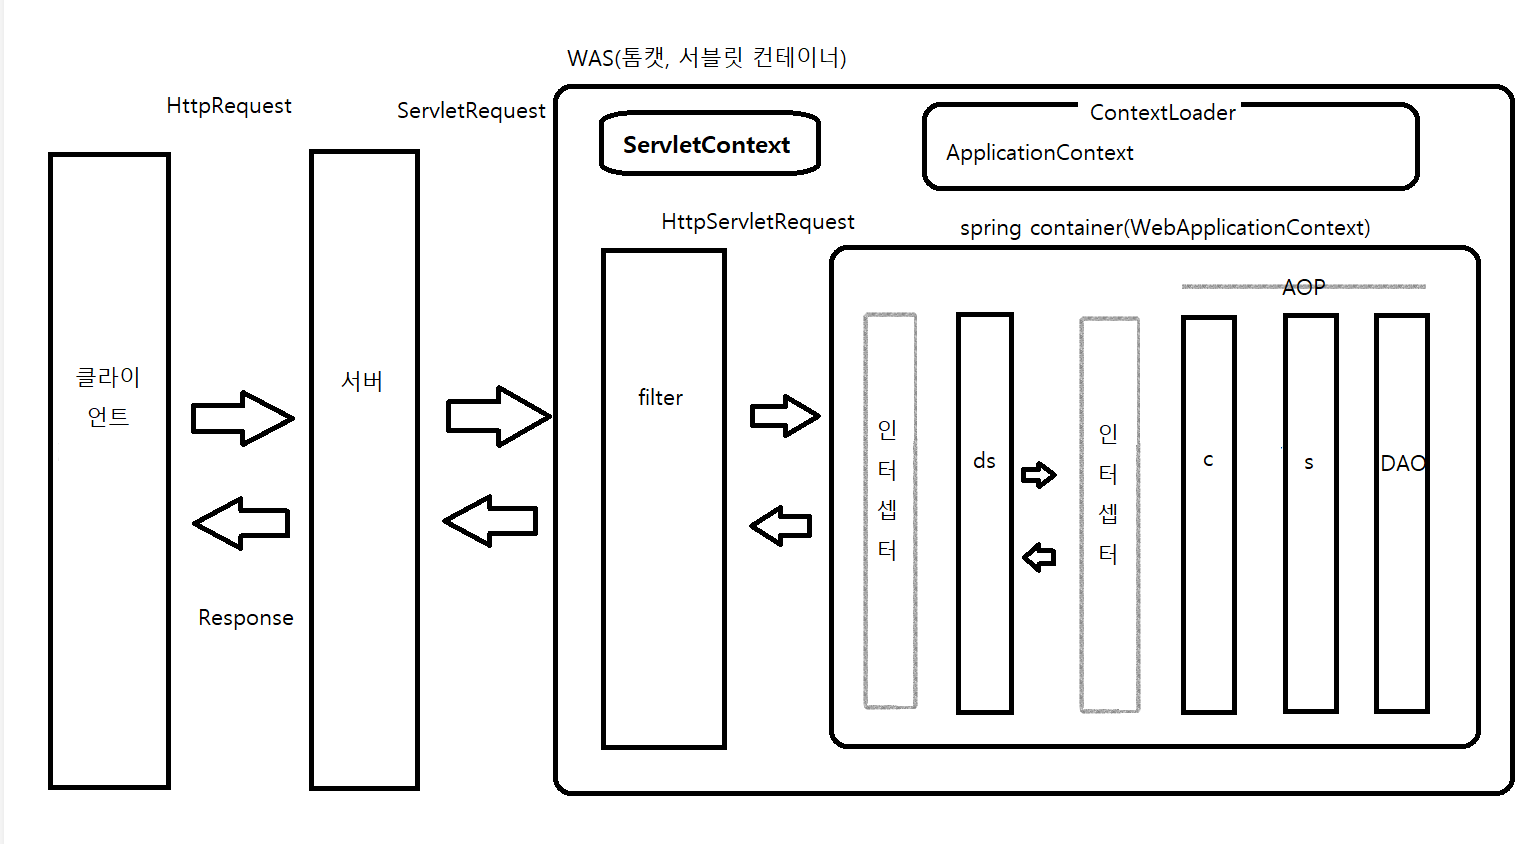 WAS(톰캣, 서블릿 컨테이너)
HttpRequest
ServletRequest
ServletContext
ContextLoader
ApplicationContext
HttpServletRequest
spring container(WebApplicationContext)
AOP
클라이
언트
서버
filter
인
터
셉
터
ds
인
터
셉
터
c
s
DAO
Response